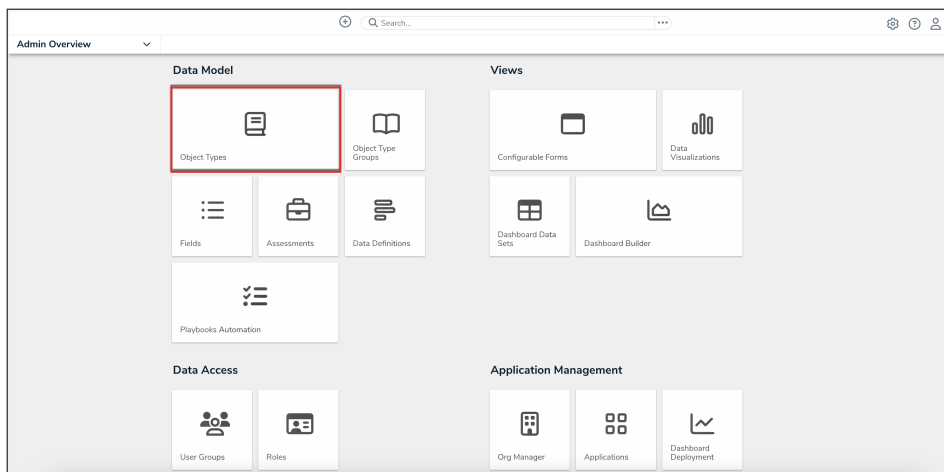 Search...
Admin Overview
Data Model
Object Types
Object Type
Groups
Fields
Assessments
Data Definitions
Playbooks Automation
Views
Configurable Forms
Data
Visualizations
Dashboard Data
Sets
Dashboard Builder
Data Access
User Groups
Roles
Application Management
Org Manager
Applications
Dashboard
Deployment